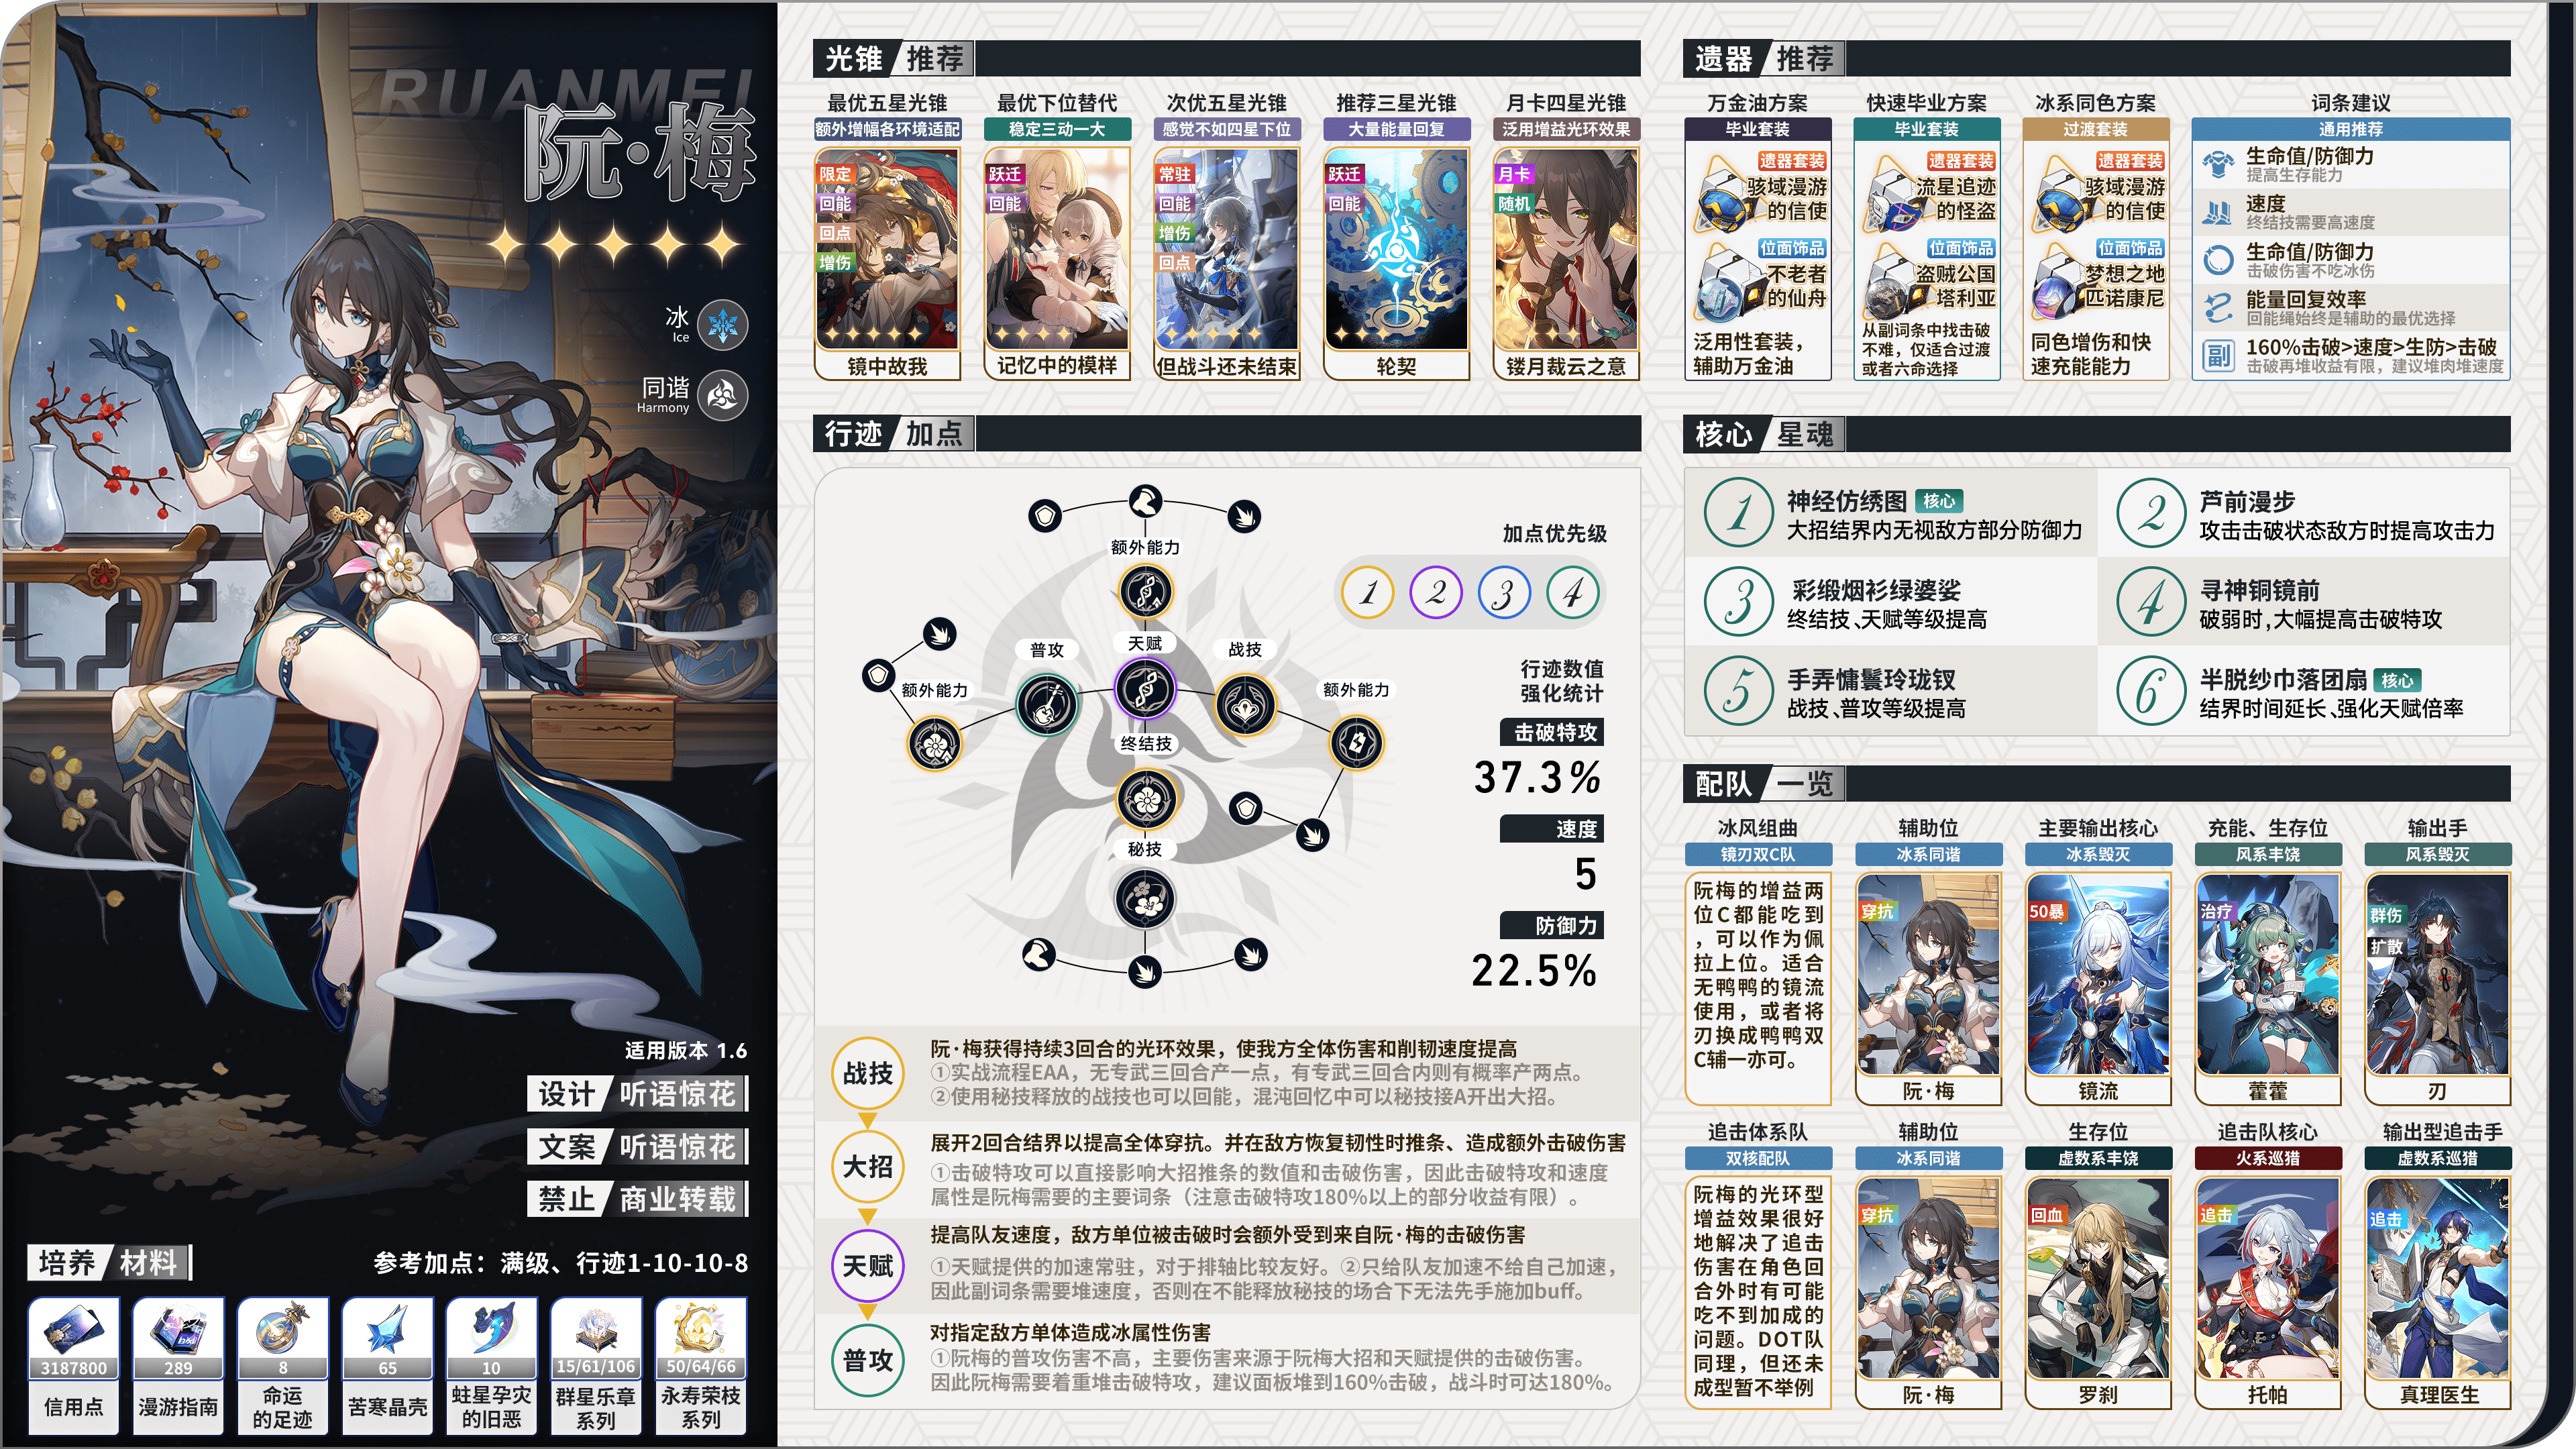 RUANMEI
阮·梅
冰
Ice
同谐
Harmony
适用版本 1.6
设计 听语惊花
文案 听语惊花
禁止 商业转载
培养 材料
参考加点：满级、行迹1-10-10-8
3187800
信用点
289
漫游指南
8
命运
的足迹
65
苦寒晶壳
10
蛀星孕灾
的旧恶
15/61/106
群星乐章
系列
50/64/66
永寿荣枝
系列
光锥 推荐
最优五星光锥
额外增幅各环境适配
限定
回能
回点
增伤
镜中故我
最优下位替代
稳定三动一大
跃迁
回能
记忆中的模样
次优五星光锥
感觉不如四星下位
常驻
回能
增伤
回点
但战斗还未结束
推荐三星光锥
大量能量回复
跃迁
回能
轮契
月卡四星光锥
泛用增益光环效果
月卡
随机
镂月裁云之意
行迹 加点
额外能力
天赋
普攻
战技
额外能力
额外能力
终结技
秘技
加点优先级
1 2 3 4
行迹数值
强化统计
击破特攻
37.3%
速度
5
防御力
22.5%
战技
阮·梅获得持续3回合的光环效果，使我方全体伤害和削韧速度提高
①实战流程EAA，无专武三回合产一点，有专武三回合内则有概率产两点。
②使用秘技释放的战技也可以回能，混沌回忆中可以秘技接A开出大招。
大招
展开2回合结界以提高全体穿抗。并在敌方恢复韧性时推条、造成额外击破伤害
①击破特攻可以直接影响大招推条的数值和击破伤害，因此击破特攻和速度
属性是阮梅需要的主要词条（注意击破特攻180%以上的部分收益有限）。
天赋
提高队友速度，敌方单位被击破时会额外受到来自阮·梅的击破伤害
①天赋提供的加速常驻，对于排轴比较友好。②只给队友加速不给自己加速，
因此副词条需要堆速度，否则在不能释放秘技的场合下无法先手施加buff。
普攻
对指定敌方单体造成冰属性伤害
①阮梅的普攻伤害不高，主要伤害来源于阮梅大招和天赋提供的击破伤害。
因此阮梅需要着重堆击破特攻，建议面板堆到160%击破，战斗时可达180%。
遗器 推荐
万金油方案
毕业套装
遗器套装
骇域漫游
的信使
位面饰品
不老者
的仙舟
泛用性套装，
辅助万金油
快速毕业方案
毕业套装
遗器套装
流星追迹
的怪盗
位面饰品
盗贼公国
塔利亚
从副词条中找击破
不难，仅适合过渡
或者六命选择
冰系同色方案
过渡套装
遗器套装
骇域漫游
的信使
位面饰品
梦想之地
匹诺康尼
同色增伤和快
速充能能力
词条建议
通用推荐
生命值/防御力
提高生存能力
速度
终结技需要高速度
生命值/防御力
击破伤害不吃冰伤
能量回复效率
回能绳始终是辅助的最优选择
副
160%击破>速度>生防>击破
击破再堆收益有限，建议堆肉堆速度
核心 星魂
1
神经仿绣图 核心
大招结界内无视敌方部分防御力
2
芦前漫步
攻击击破状态敌方时提高攻击力
3
彩缎烟衫绿婆娑
终结技、天赋等级提高
4
寻神铜镜前
破弱时,大幅提高击破特攻
5
手弄慵鬟玲珑钗
战技、普攻等级提高
6
半脱纱巾落团扇 核心
结界时间延长、强化天赋倍率
配队 一览
冰风组曲
镜刃双C队
阮梅的增益两
位C都能吃到
，可以作为佩
拉上位。适合
无鸭鸭的镜流
使用，或者将
刃换成鸭鸭双
C辅一亦可。
辅助位
冰系同谐
穿抗
阮·梅
主要输出核心
冰系毁灭
50暴
镜流
充能、生存位
风系丰饶
治疗
藿藿
输出手
风系毁灭
群伤
扩散
刃
追击体系队
双核配队
阮梅的光环型
增益效果很好
地解决了追击
伤害在角色回
合外时有可能
吃不到加成的
问题。DOT队
同理，但还未
成型暂不举例
辅助位
冰系同谐
穿抗
阮·梅
生存位
虚数系丰饶
回血
罗刹
追击队核心
火系巡猎
追击
托帕
输出型追击手
虚数系巡猎
追击
真理医生